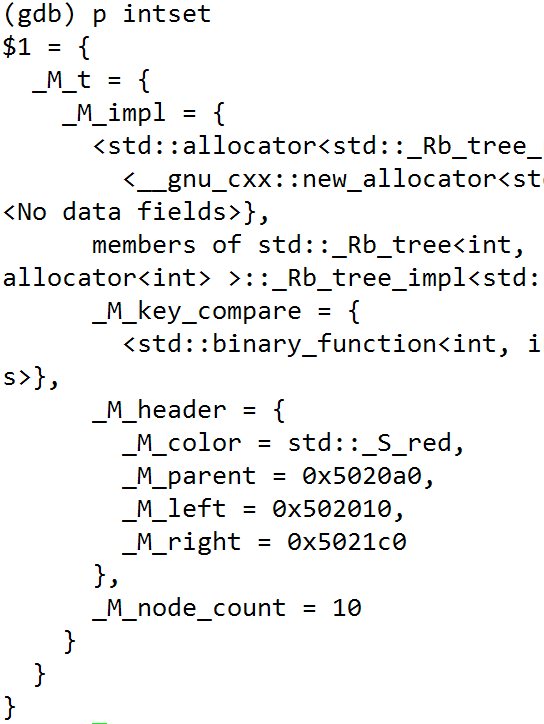 (gdb) p intset
$1 = {
  _M_t = {
    _M_impl = {
      <std::allocator<std::_Rb_tree_
        <__gnu_cxx::new_allocator<std
<No data fields>},
      members of std::_Rb_tree<int,
allocator<int> >::_Rb_tree_impl<std:
      _M_key_compare = {
        <std::binary_function<int, i
s>},
      _M_header = {
        _M_color = std::_S_red,
        _M_parent = 0x5020a0,
        _M_left = 0x502010,
        _M_right = 0x5021c0
      },
      _M_node_count = 10
    }
  }
}